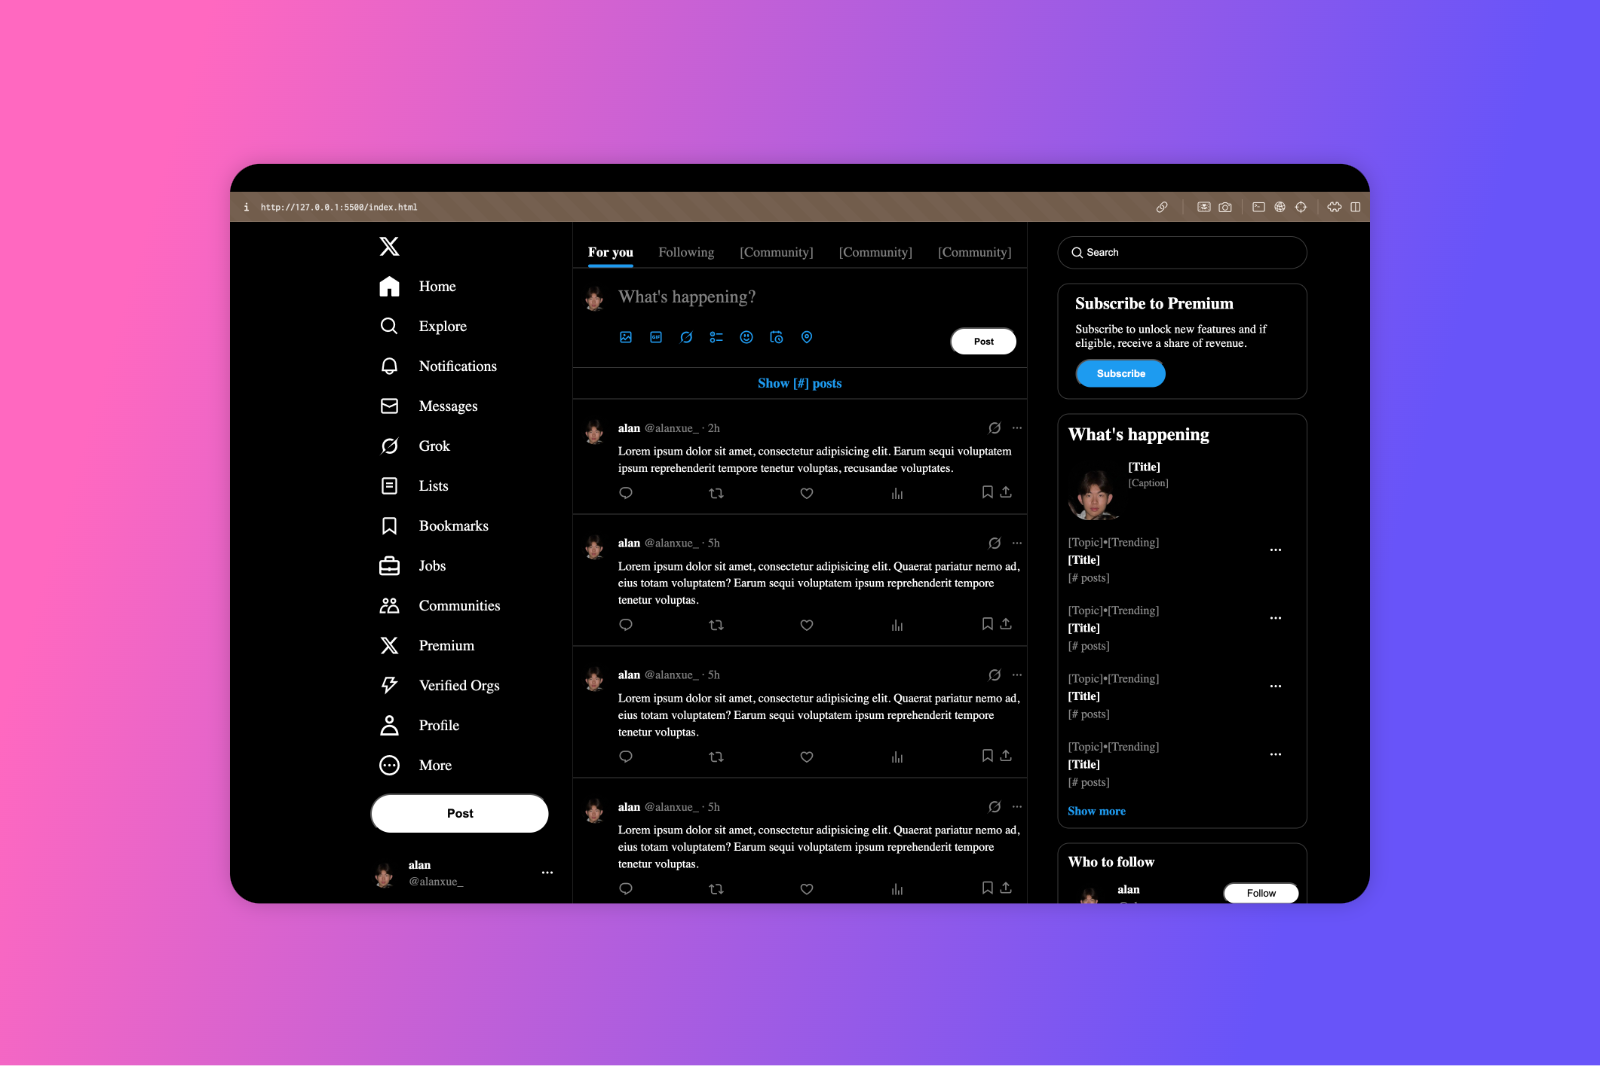 i http://127.0.0.1:5500/index.html
Home
Explore
Notifications
Messages
Grok
Lists
Bookmarks
Jobs
Communities
Premium
Verified Orgs
Profile
More
Post
alan
@alanxue_
For you Following [Community] [Community] [Community]
What's happening?
GIF
Post
Show [#] posts
alan @alanxue_ · 2h
Lorem ipsum dolor sit amet, consectetur adipisicing elit. Earum sequi voluptatem
ipsum reprehenderit tempore tenetur voluptas, recusandae voluptates.
alan @alanxue_ · 5h
Lorem ipsum dolor sit amet, consectetur adipisicing elit. Quaerat pariatur nemo ad,
eius totam voluptatem? Earum sequi voluptatem ipsum reprehenderit tempore
tenetur voluptas.
alan @alanxue_ · 5h
Lorem ipsum dolor sit amet, consectetur adipisicing elit. Quaerat pariatur nemo ad,
eius totam voluptatem? Earum sequi voluptatem ipsum reprehenderit tempore
tenetur voluptas.
alan @alanxue_ · 5h
Lorem ipsum dolor sit amet, consectetur adipisicing elit. Quaerat pariatur nemo ad,
eius totam voluptatem? Earum sequi voluptatem ipsum reprehenderit tempore
tenetur voluptas.
Search
Subscribe to Premium
Subscribe to unlock new features and if
eligible, receive a share of revenue.
Subscribe
What's happening
[Title]
[Caption]
[Topic]•[Trending]
[Title]
[# posts]
[Topic]•[Trending]
[Title]
[# posts]
[Topic]•[Trending]
[Title]
[# posts]
[Topic]•[Trending]
[Title]
[# posts]
Show more
Who to follow
alan
Follow